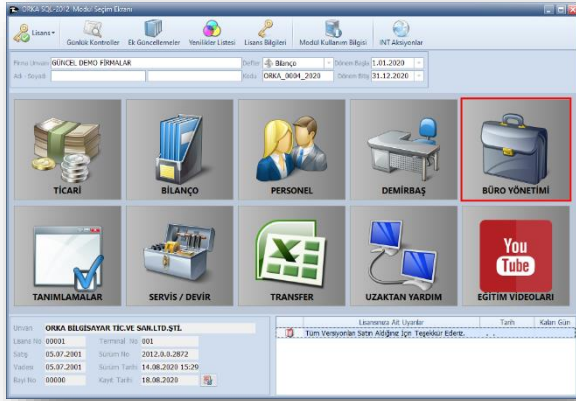 ORKA SQL-2012 Modul Seçim Ekranı
Lisans
Günlük Kontroller Ek Güncellemeler Yenilikler Listesi Lisans Bilgileri Modül Kullanım Bilgisi INT Aksiyonlar
Firma Unvan GÜNCEL DEMO FİRMALAR Defter Bilanço Dönem Başla 1.01.2020
Adı - Soyadı Kodu ORKA_0004_2020 Dönem Bitiş 31.12.2020
TİCARİ BİLANÇO PERSONEL DEMİRBAŞ BÜRO YÖNETİMİ
You
Tube
TANIMLAMALAR SERVİS / DEVİR TRANSFER UZAKTAN YARDIM EĞİTİM VİDEOLARI
Unvan ORKA BİLGİSAYAR TİC.VE SAN.LTD.ŞTİ.
Lisans No 00001 Terminal No 001
Satış 05.07.2001 Sürüm No 2012.0.0.2872
Vadesi 05.07.2001 Sürüm Tarihi 14.08.2020 15:29
Bayi No 00000 Kayıt Tarihi 18.08.2020
Lisansınıza Ait Uyarılar Tarih Kalan Gün
Tüm Versiyonları Satın Aldığınız İçin Teşekkür Ederiz. . .